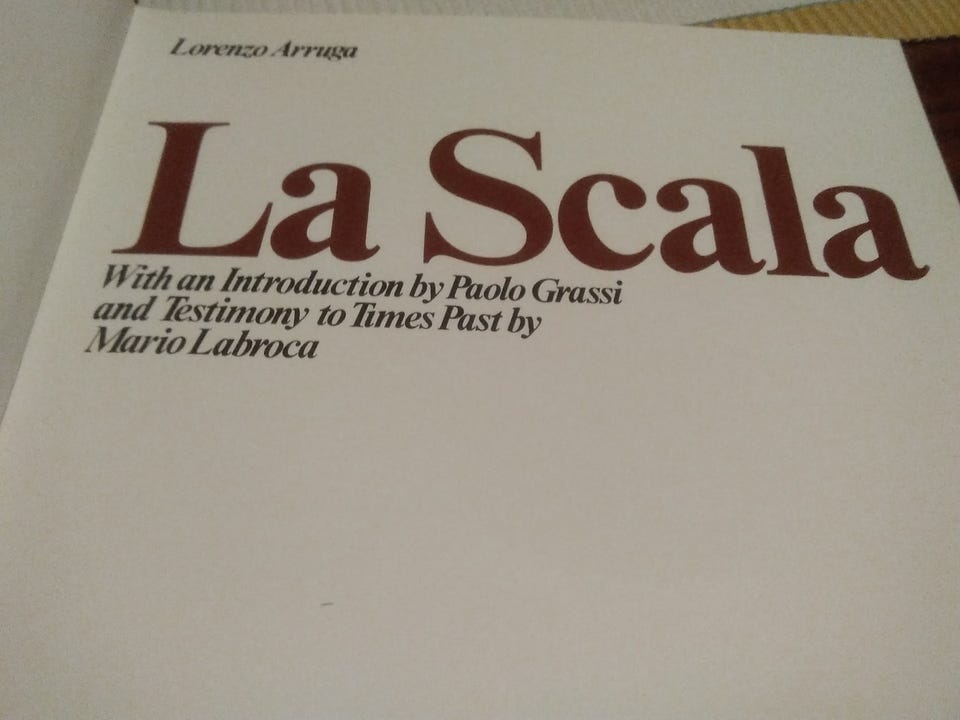 Lorenzo Arruga
La Scala
With an Introduction by Paolo Grassi
and Testimony to Times Past by
Mario Labroca